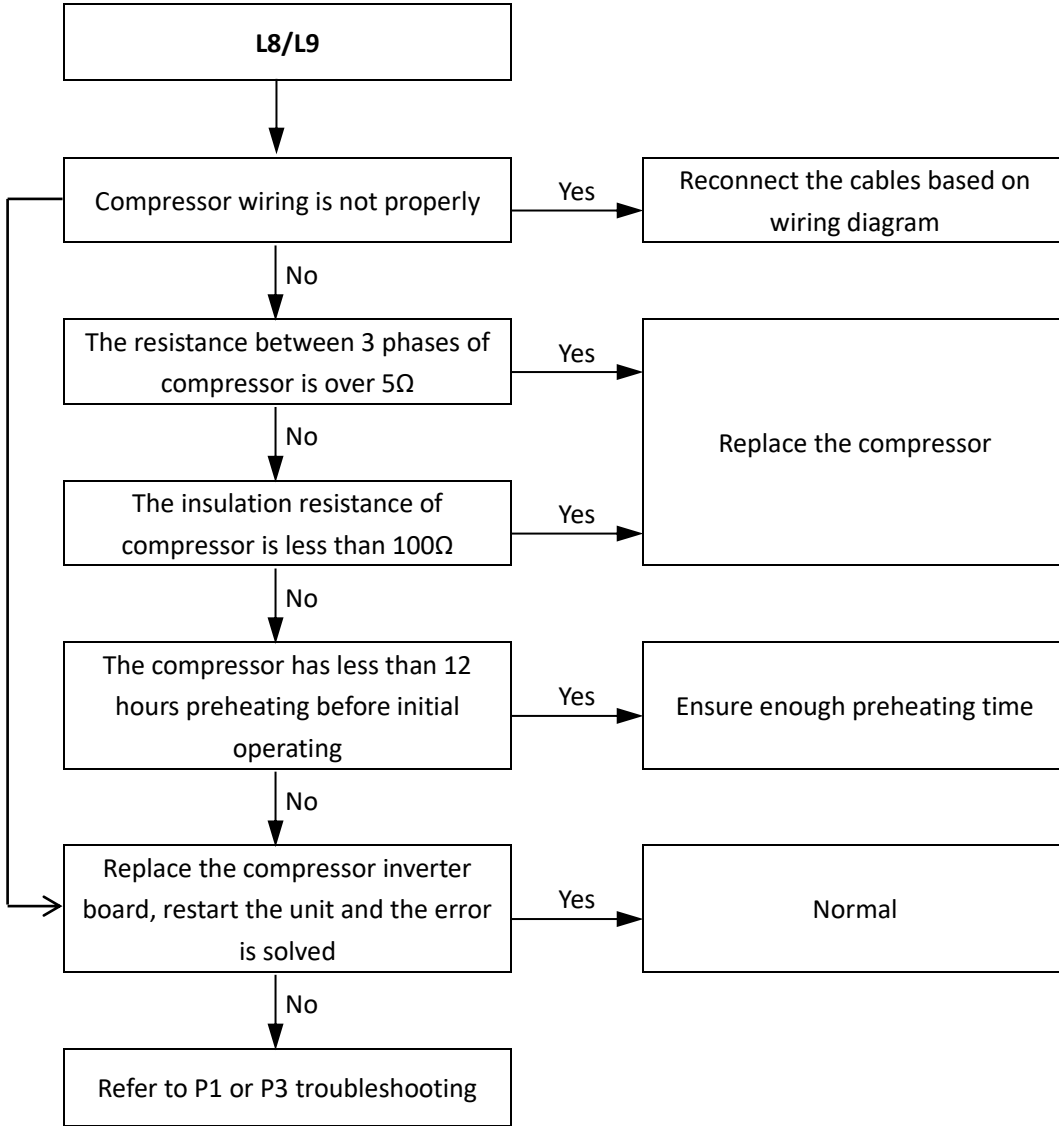 L8/L9
Compressor wiring is not properly
Yes
Reconnect the cables based on
wiring diagram
No
The resistance between 3 phases of
compressor is over 5Ω
Yes
Replace the compressor
No
The insulation resistance of
compressor is less than 100Ω
Yes
No
The compressor has less than 12
hours preheating before initial
operating
Yes
Ensure enough preheating time
No
Replace the compressor inverter
board, restart the unit and the error
is solved
Yes
Normal
No
Refer to P1 or P3 troubleshooting